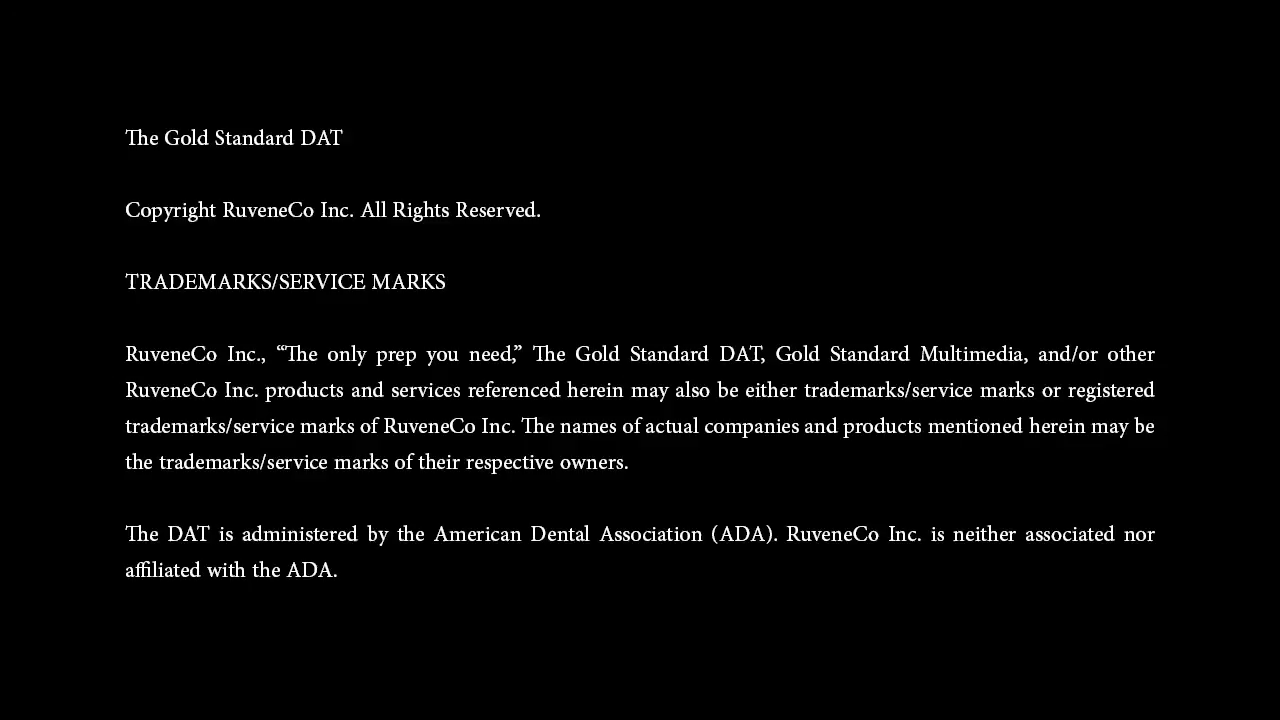 The Gold Standard DAT
Copyright RuveneCo Inc. All Rights Reserved.
TRADEMARKS/SERVICE MARKS
RuveneCo Inc., “The only prep you need,” The Gold Standard DAT, Gold Standard Multimedia, and/or other
RuveneCo Inc. products and services referenced herein may also be either trademarks/service marks or registered
trademarks/service marks of RuveneCo Inc. The names of actual companies and products mentioned herein may be
the trademarks/service marks of their respective owners.
The DAT is administered by the American Dental Association (ADA). RuveneCo Inc. is neither associated nor
affiliated with the ADA.